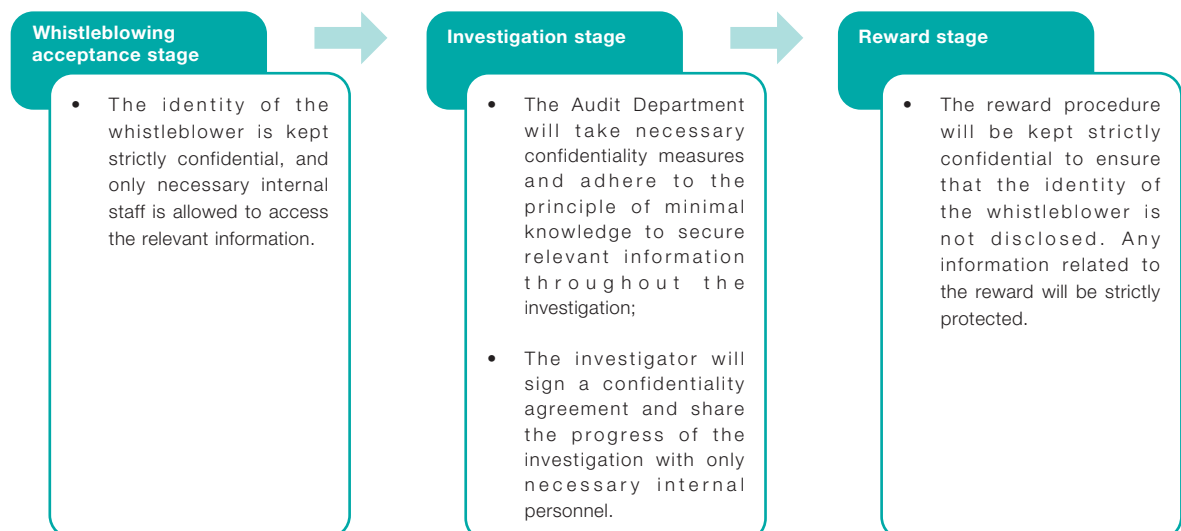 Whistleblowing
acceptance stage
• The identity of the
whistleblower is kept
strictly confidential, and
only necessary internal
staff is allowed to access
the relevant information.
Investigation stage
• The Audit Department
will take necessary
confidentiality measures
and adhere to the
principle of minimal
knowledge to secure
relevant information
throughout the
investigation;
• The investigator will
sign a confidentiality
agreement and share
the progress of the
investigation with only
necessary internal
personnel.
Reward stage
• The reward procedure
will be kept strictly
confidential to ensure
that the identity of
the whistleblower is
not disclosed. Any
information related to
the reward will be strictly
protected.